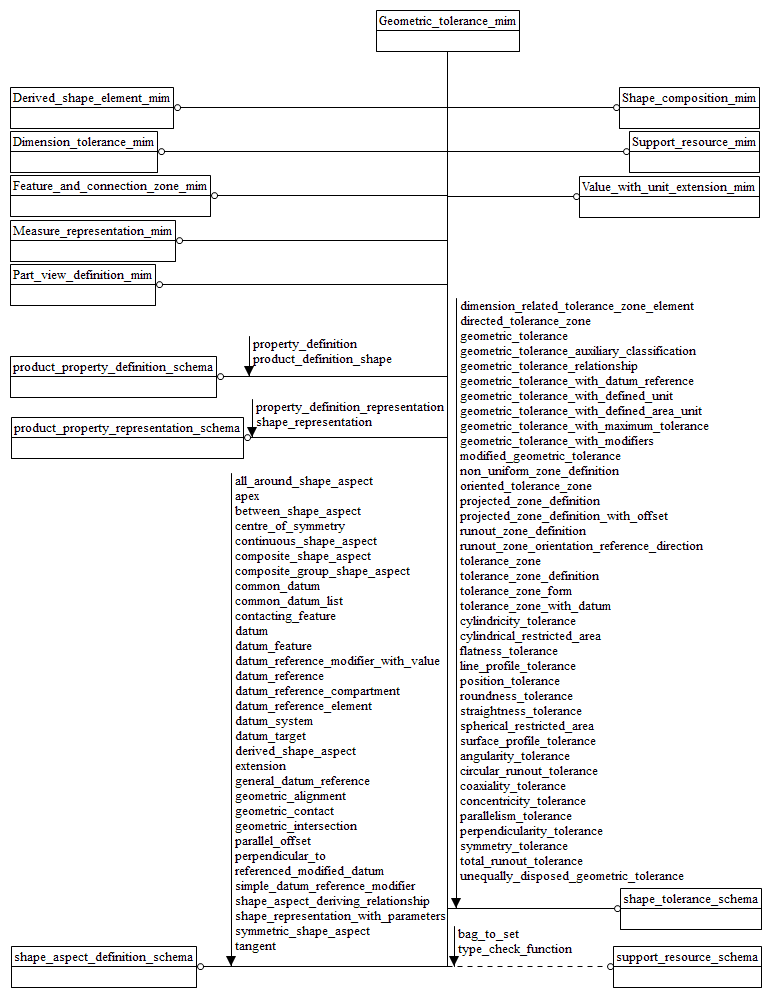 Geometric_tolerance_mim
Derived_shape_element_mim
Shape_composition_mim
Dimension_tolerance_mim
Support_resource_mim
Feature_and_connection_zone_mim
Value_with_unit_extension_mim
Measure_representation_mim
Part_view_definition_mim
property_definition
product_definition_shape
product_property_definition_schema
property_definition_representation
shape_representation
product_property_representation_schema
all_around_shape_aspect
apex
between_shape_aspect
centre_of_symmetry
continuous_shape_aspect
composite_shape_aspect
composite_group_shape_aspect
common_datum
common_datum_list
contacting_feature
datum
datum_feature
datum_reference_modifier_with_value
datum_reference
datum_reference_compartment
datum_reference_element
datum_system
datum_target
derived_shape_aspect
extension
general_datum_reference
geometric_alignment
geometric_contact
geometric_intersection
parallel_offset
perpendicular_to
referenced_modified_datum
simple_datum_reference_modifier
shape_aspect_deriving_relationship
shape_representation_with_parameters
symmetric_shape_aspect
tangent
shape_aspect_definition_schema
dimension_related_tolerance_zone_element
directed_tolerance_zone
geometric_tolerance
geometric_tolerance_auxiliary_classification
geometric_tolerance_relationship
geometric_tolerance_with_datum_reference
geometric_tolerance_with_defined_unit
geometric_tolerance_with_defined_area_unit
geometric_tolerance_with_maximum_tolerance
geometric_tolerance_with_modifiers
modified_geometric_tolerance
non_uniform_zone_definition
oriented_tolerance_zone
projected_zone_definition
projected_zone_definition_with_offset
runout_zone_definition
runout_zone_orientation_reference_direction
tolerance_zone
tolerance_zone_definition
tolerance_zone_form
tolerance_zone_with_datum
cylindricity_tolerance
cylindrical_restricted_area
flatness_tolerance
line_profile_tolerance
position_tolerance
roundness_tolerance
straightness_tolerance
spherical_restricted_area
surface_profile_tolerance
angularity_tolerance
circular_runout_tolerance
coaxiality_tolerance
concentricity_tolerance
parallelism_tolerance
perpendicularity_tolerance
symmetry_tolerance
total_runout_tolerance
unequally_disposed_geometric_tolerance
shape_tolerance_schema
bag_to_set
type_check_function
support_resource_schema